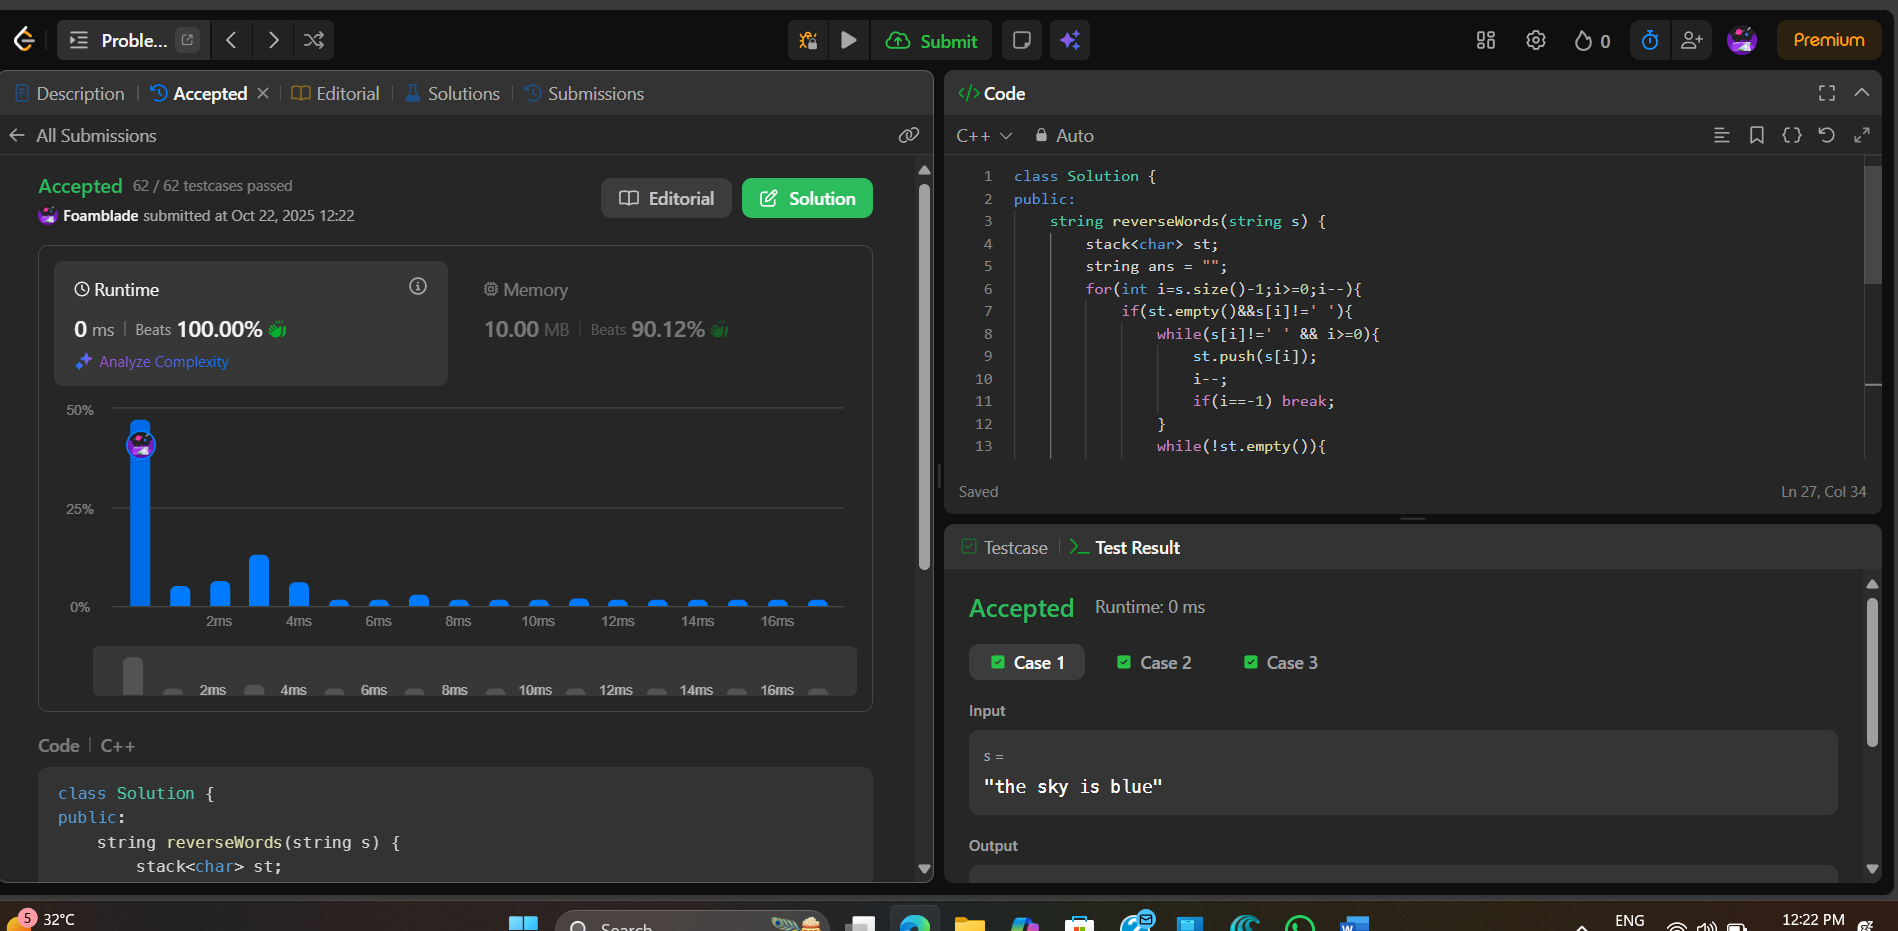 Proble...
Submit
0
Premium
Description
Accepted
Editorial
Solutions
Submissions
All Submissions
Accepted 62 / 62 testcases passed
Foamblade submitted at Oct 22, 2025 12:22
Editorial
Solution
Runtime
0 ms | Beats 100.00%
Analyze Complexity
Memory
10.00 MB | Beats 90.12%
50%
25%
0%
2ms 4ms 6ms 8ms 10ms 12ms 14ms 16ms
2ms 4ms 6ms 8ms 10ms 12ms 14ms 16ms
Code | C++
class Solution {
public:
    string reverseWords(string s) {
        stack<char> st;
</> Code
C++ Auto
1 class Solution {
2 public:
3     string reverseWords(string s) {
4         stack<char> st;
5         string ans = "";
6         for(int i=s.size()-1;i>=0;i--){
7             if(st.empty()&&s[i]!=' '){
8                 while(s[i]!=' ' && i>=0){
9                     st.push(s[i]);
10                     i--;
11                     if(i==-1) break;
12                 }
13                 while(!st.empty()){
Saved
Ln 27, Col 34
Testcase
>_ Test Result
Accepted Runtime: 0 ms
Case 1 Case 2 Case 3
Input
s =
"the sky is blue"
Output
5
32°C
Search
ENG
12:22 PM